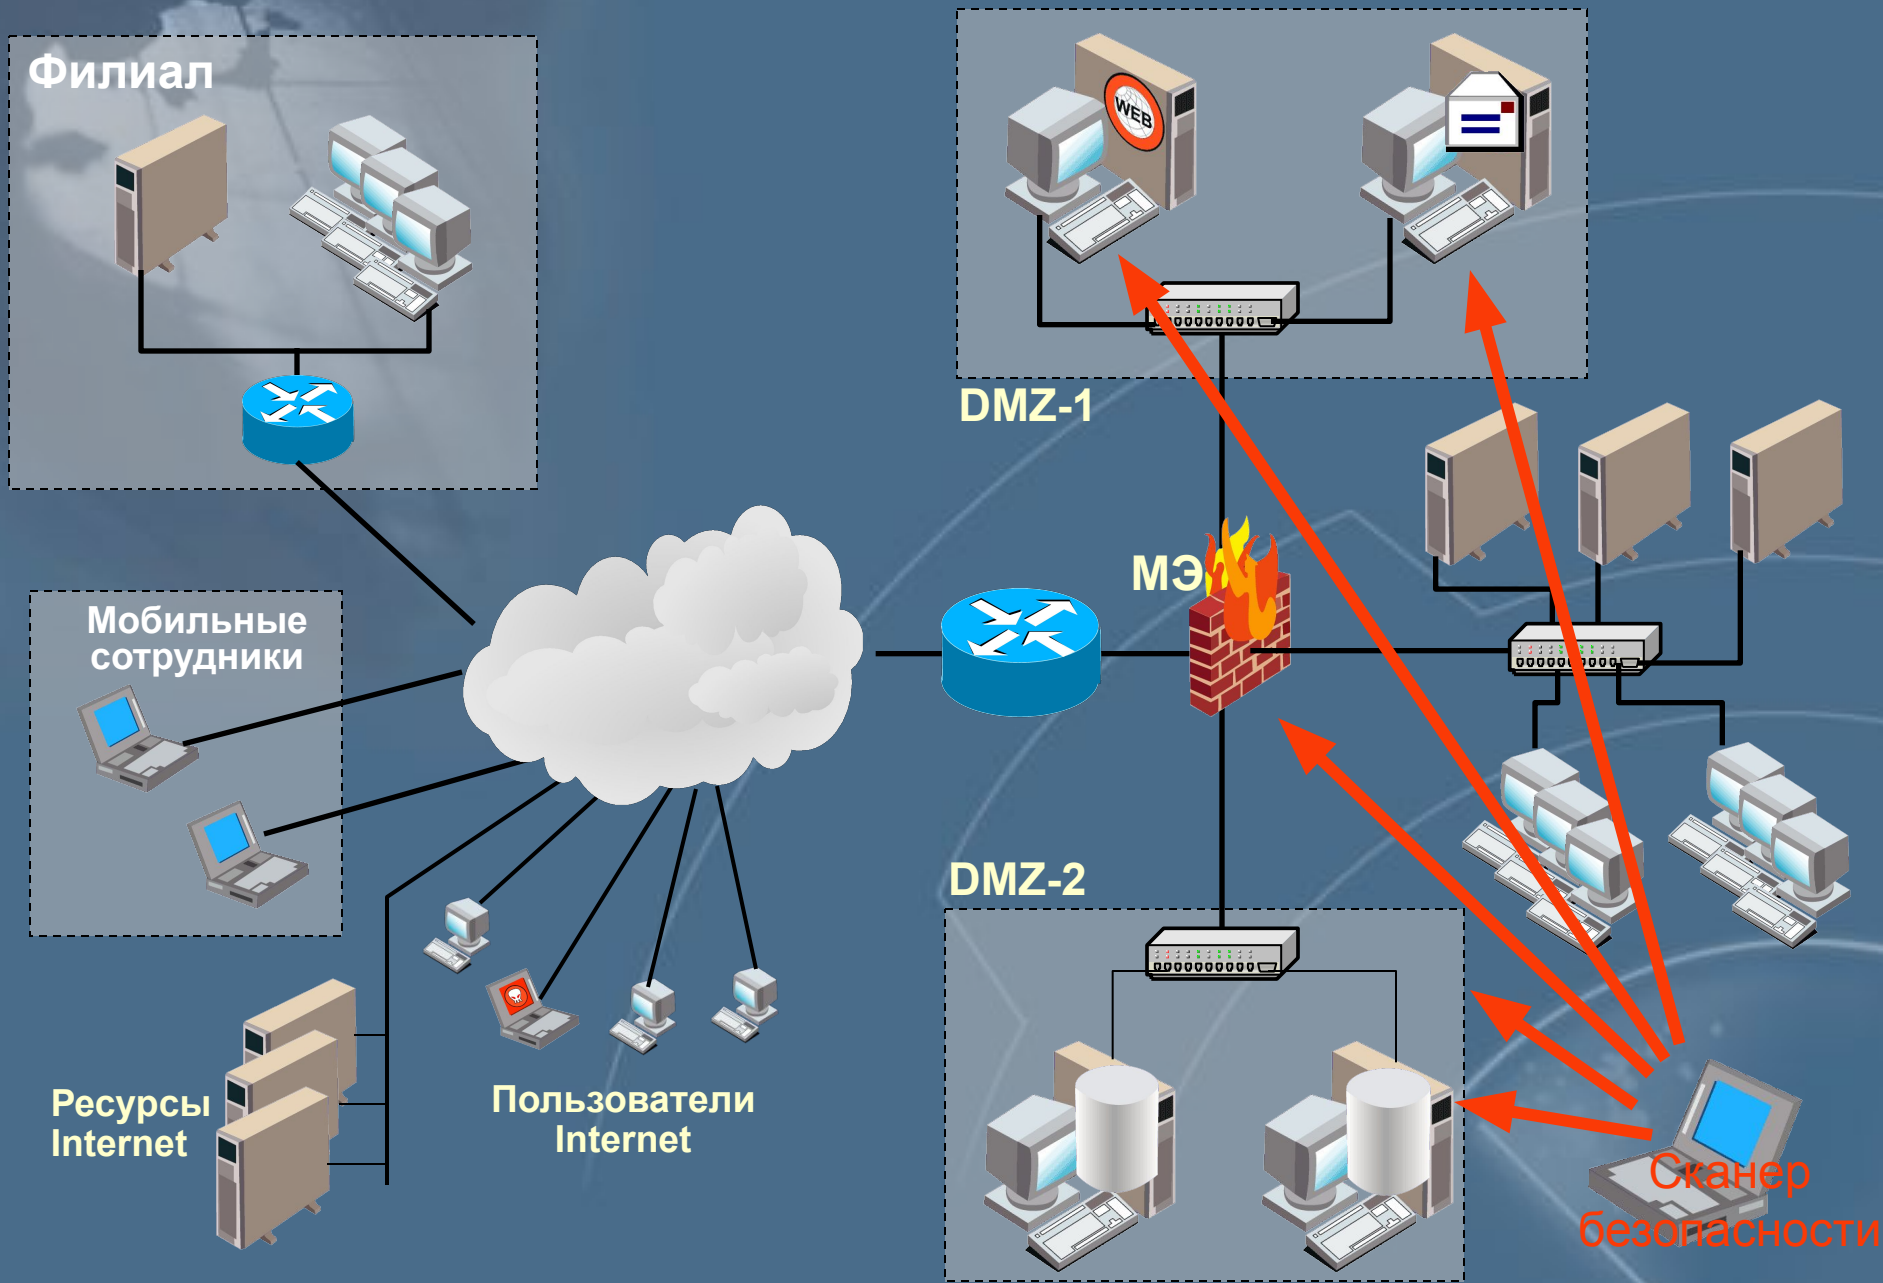 Филиал
WEB
DMZ-1
МЭ
Мобильные
сотрудники
DMZ-2
Ресурсы
Internet
Пользователи
Internet
Сканер
безопасности